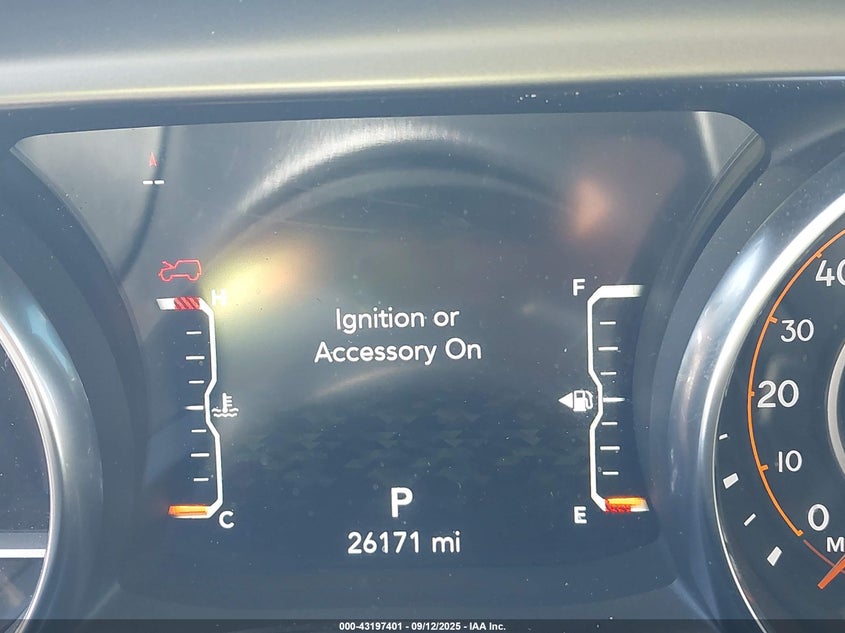 H
F
40
Ignition or
Accessory On
30
20
10
C
P
E
0
26171 mi
M
000-43197401 - 09/12/2025 - IAA Inc.